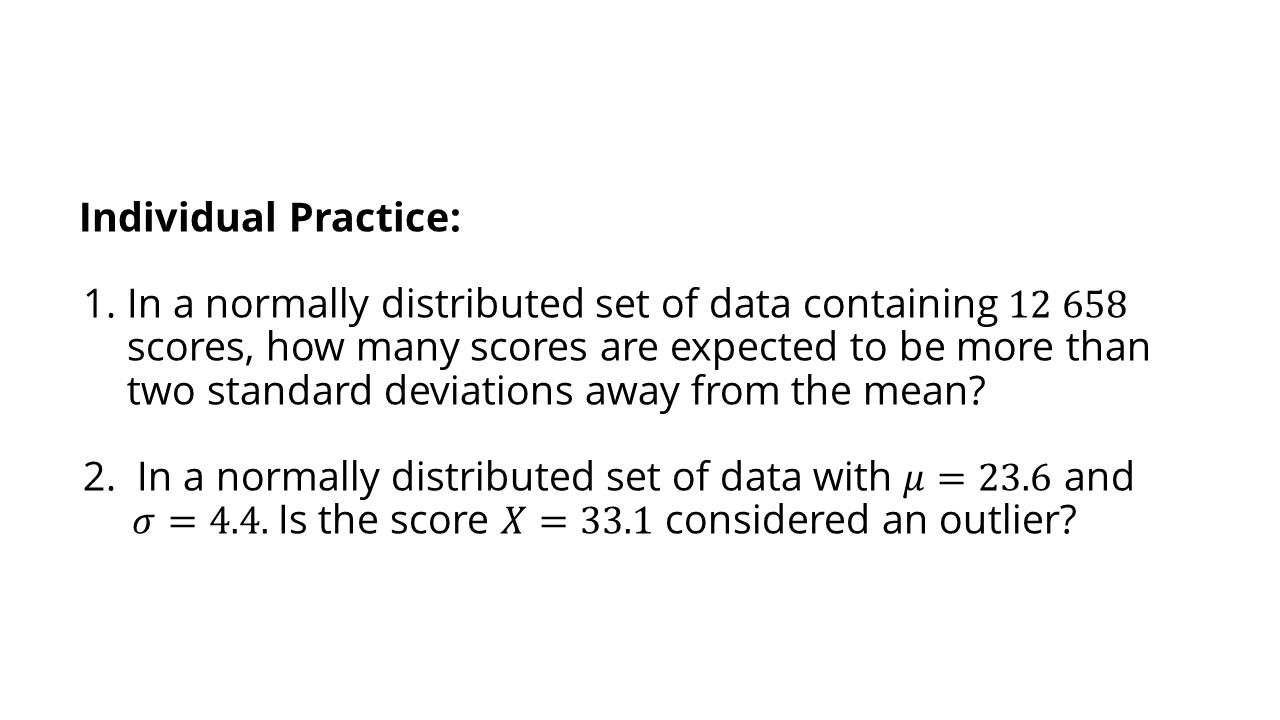 Individual Practice:
1. In a normally distributed set of data containing 12 658
scores, how many scores are expected to be more than
two standard deviations away from the mean?
2. In a normally distributed set of data with 𝜇 = 23.6 and
𝜎 = 4.4. Is the score 𝑋 = 33.1 considered an outlier?